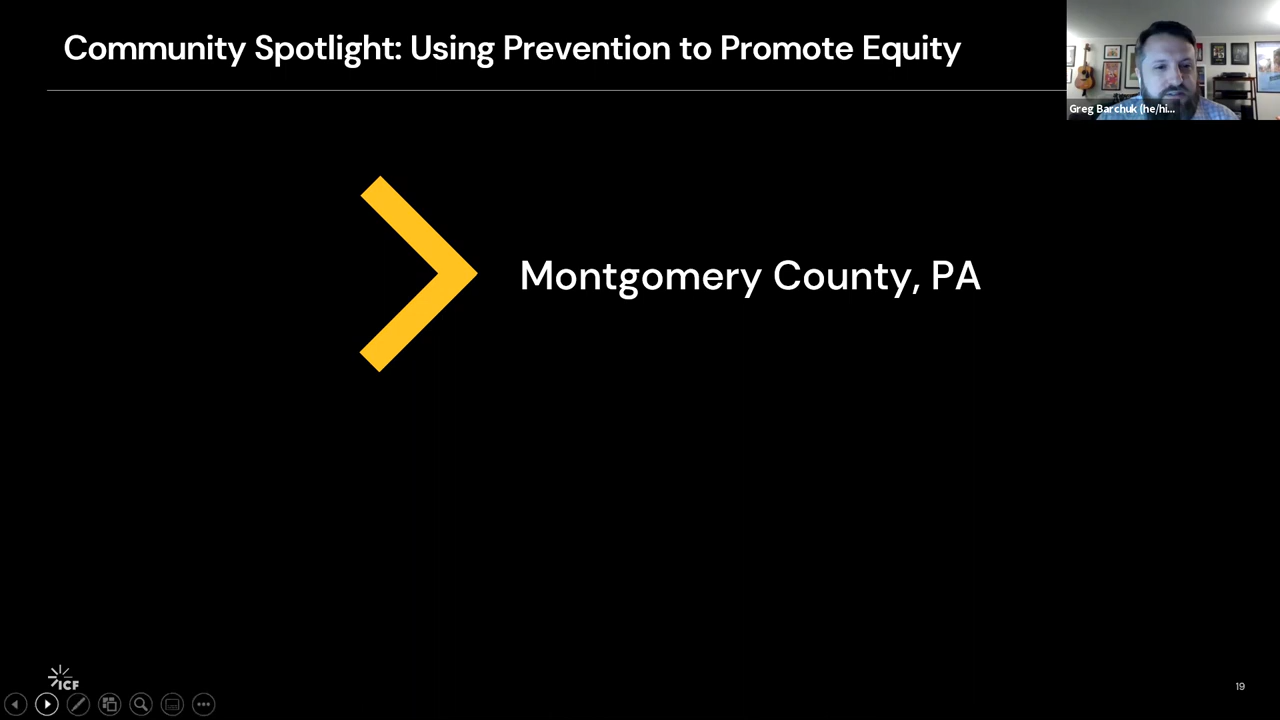 Community Spotlight: Using Prevention to Promote Equity
Greg Barchuk (he/hi...
Montgomery County, PA
ICF
19